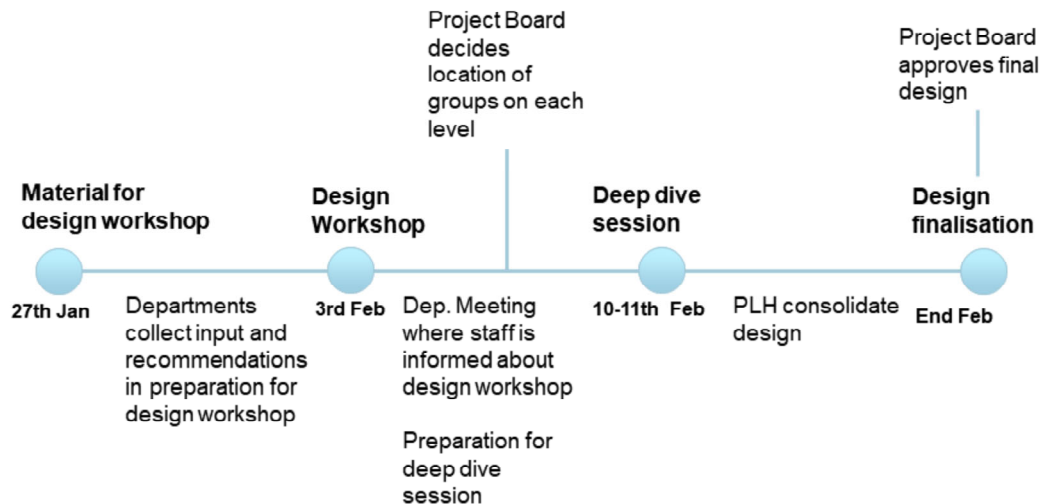 Project Board
decides
location of
groups on each
level
Project Board
approves final
design
Material for
design workshop
Design
Workshop
Deep dive
session
Design
finalisation
27th Jan
Departments
collect input and
recommendations
in preparation for
design workshop
3rd Feb
Dep. Meeting
where staff is
informed about
design workshop
Preparation for
deep dive
session
10-11th Feb
PLH consolidate
design
End Feb